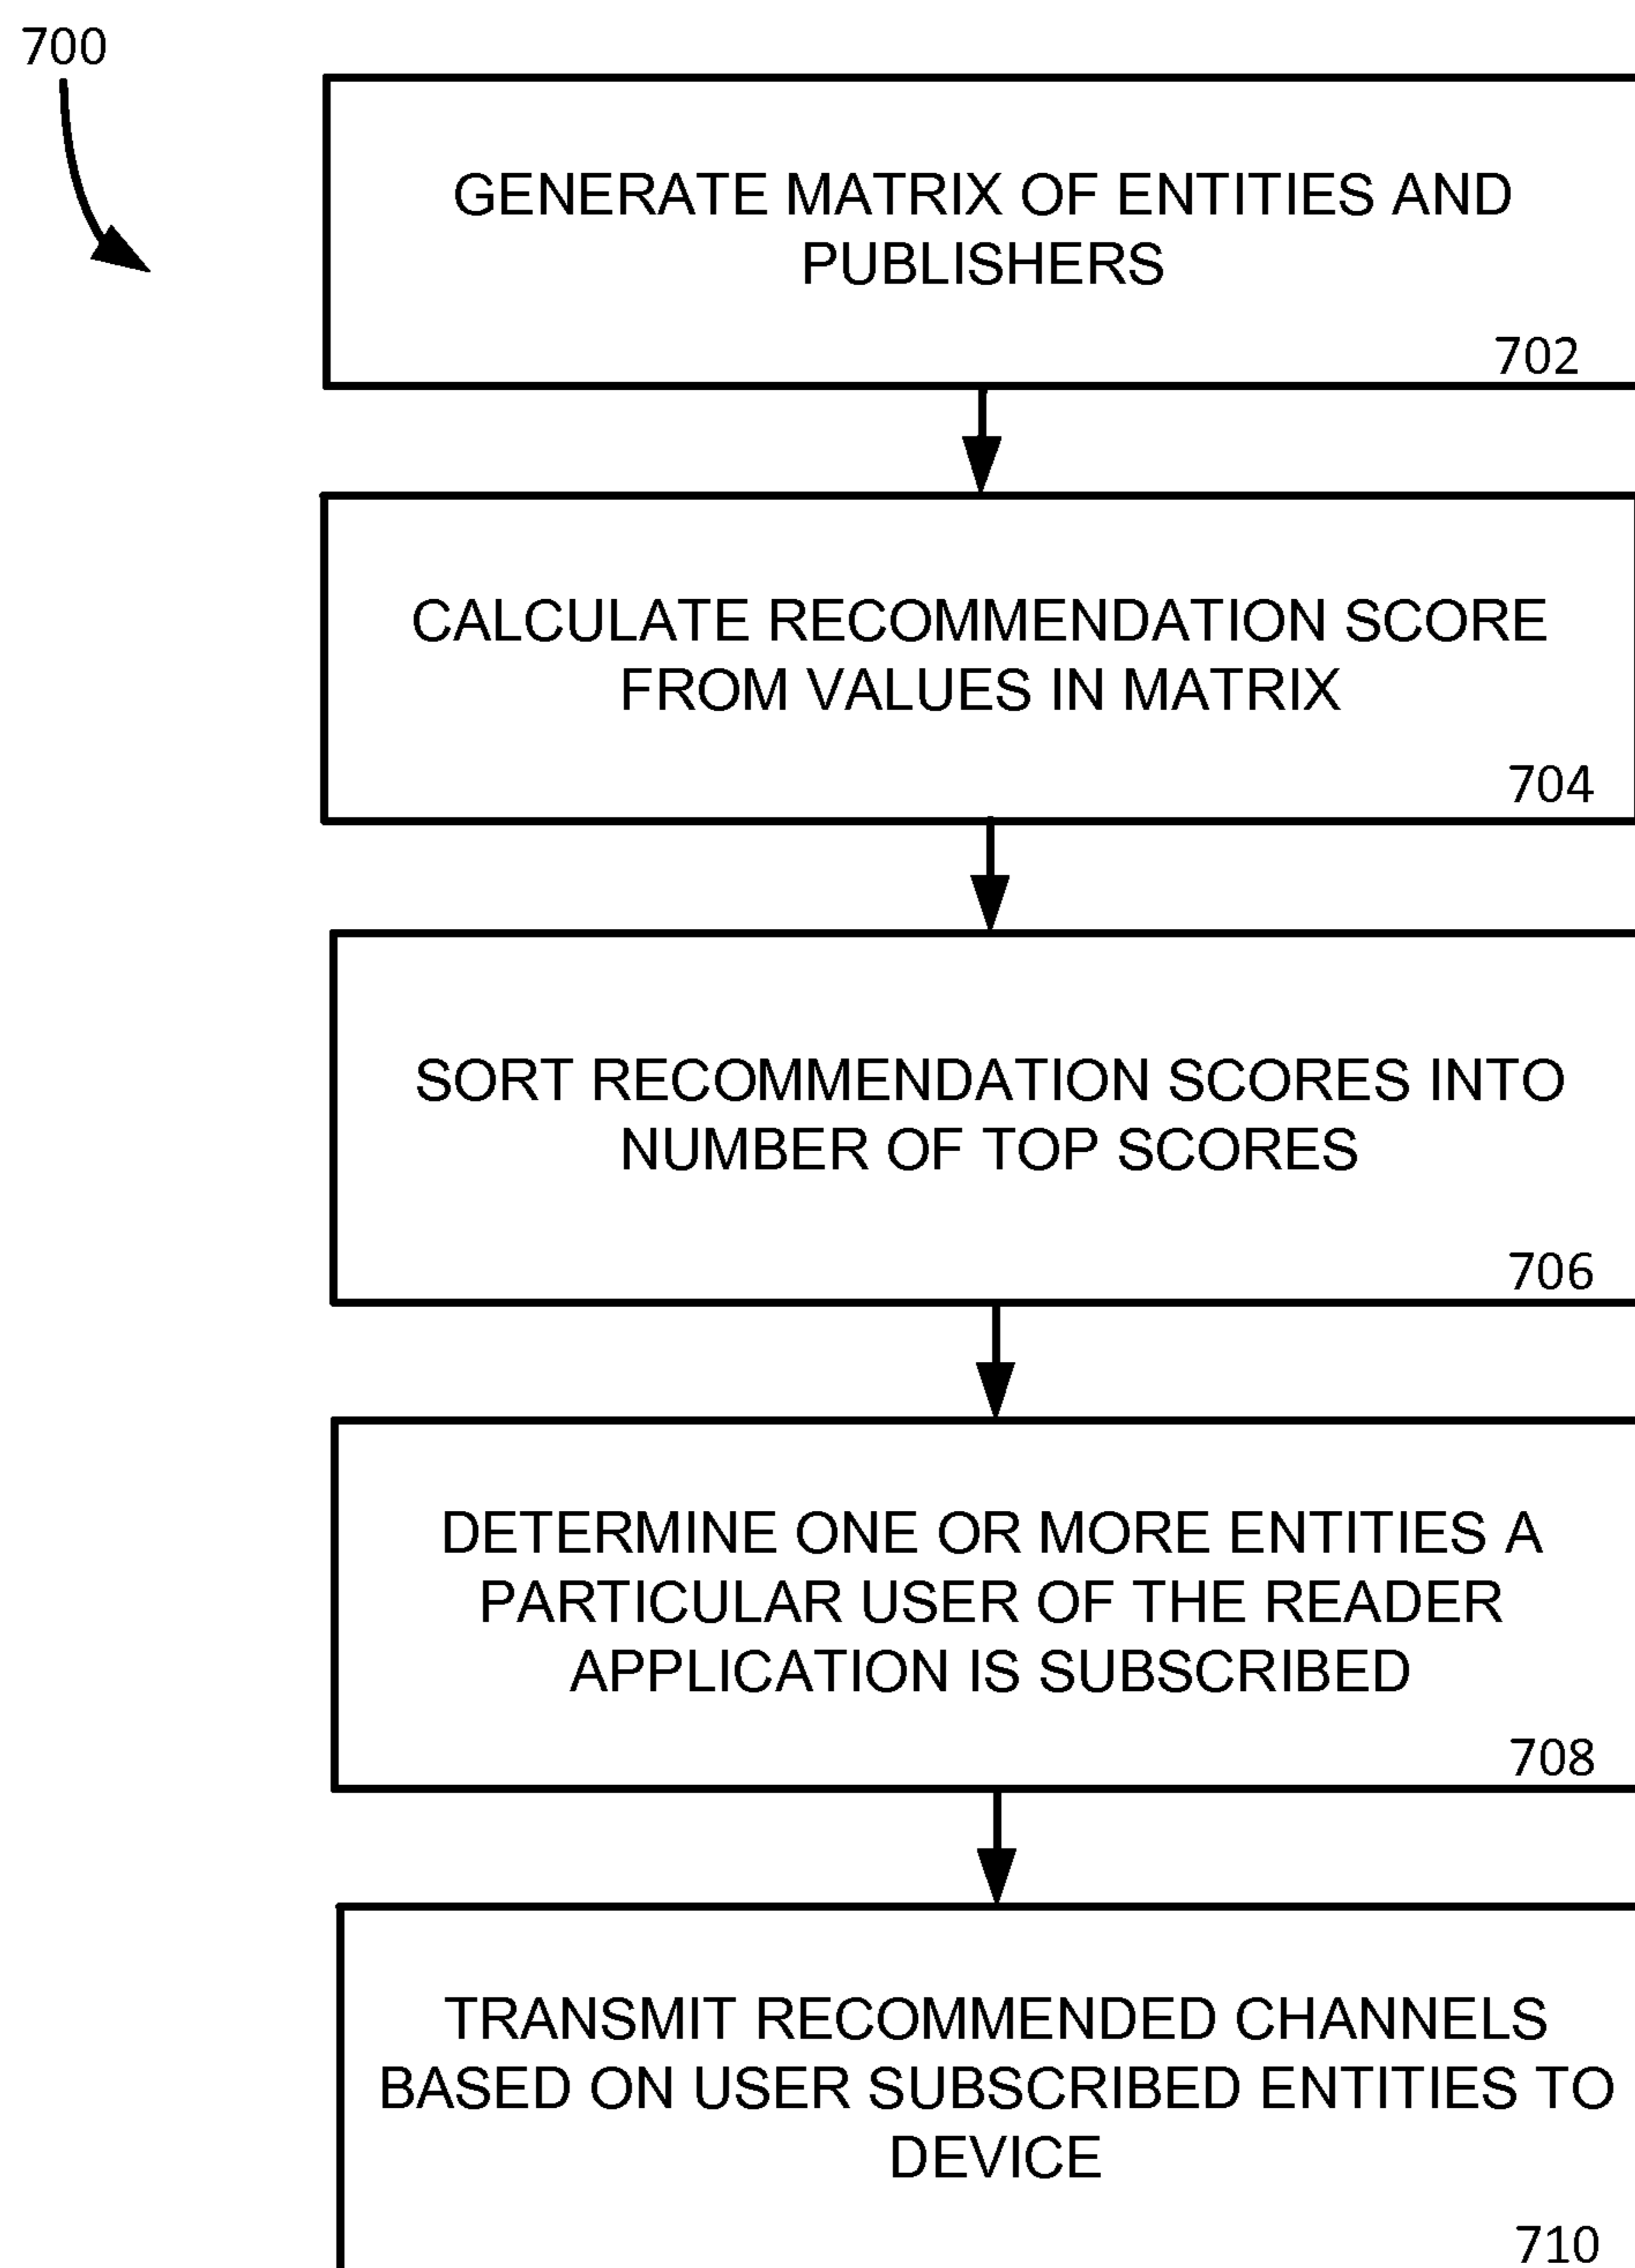 700
GENERATE MATRIX OF ENTITIES AND
PUBLISHERS
702
CALCULATE RECOMMENDATION SCORE
FROM VALUES IN MATRIX
704
SORT RECOMMENDATION SCORES INTO
NUMBER OF TOP SCORES
706
DETERMINE ONE OR MORE ENTITIES A
PARTICULAR USER OF THE READER
APPLICATION IS SUBSCRIBED
708
TRANSMIT RECOMMENDED CHANNELS
BASED ON USER SUBSCRIBED ENTITIES TO
DEVICE
710